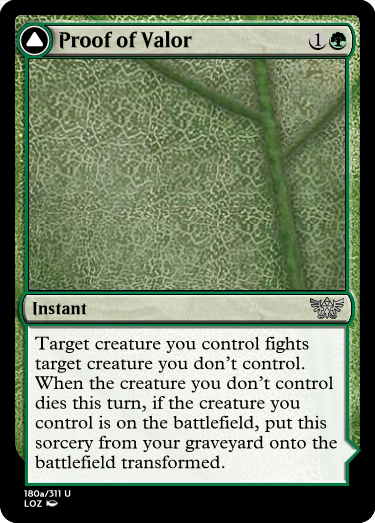 Proof of Valor 1
Instant
Target creature you control fights
target creature you don't control.
When the creature you don't control
dies this turn, if the creature you
control is on the battlefield, put this
sorcery from your graveyard onto the
battlefield transformed.
180a/311 U
LOZ